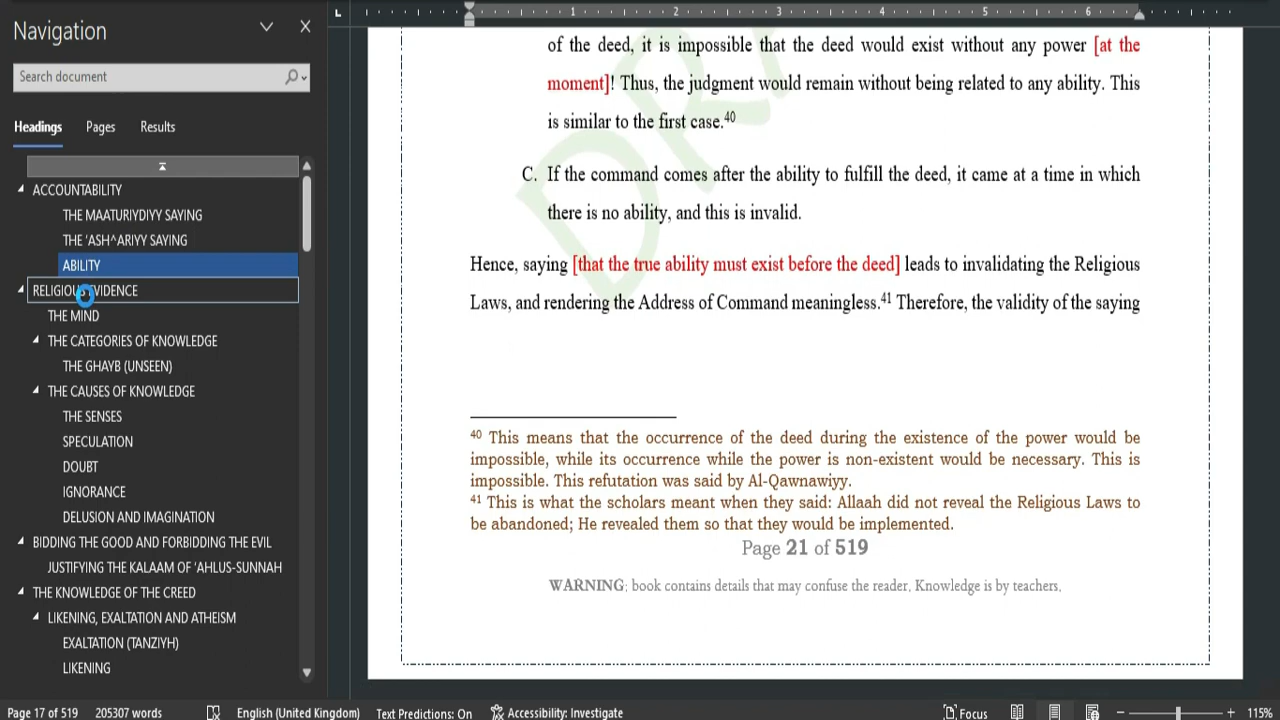 Navigation
Search document
Headings Pages Results
ACCOUNTABILITY
THE MAATURIYDIYY SAYING
THE 'ASH^ARIYY SAYING
ABILITY
RELIGIOUS EVIDENCE
THE MIND
THE CATEGORIES OF KNOWLEDGE
THE GHAYB (UNSEEN)
THE CAUSES OF KNOWLEDGE
THE SENSES
SPECULATION
DOUBT
IGNORANCE
DELUSION AND IMAGINATION
BIDDING THE GOOD AND FORBIDDING THE EVIL
JUSTIFYING THE KALAAM OF 'AHLUS-SUNNAH
THE KNOWLEDGE OF THE CREED
LIKENING, EXALTATION AND ATHEISM
EXALTATION (TANZIYH)
LIKENING
1 2 3 4 5 6
of the deed, it is impossible that the deed would exist without any power [at the
moment]! Thus, the judgment would remain without being related to any ability. This
is similar to the first case.40
C. If the command comes after the ability to fulfill the deed, it came at a time in which
there is no ability, and this is invalid.
Hence, saying [that the true ability must exist before the deed] leads to invalidating the Religious
Laws, and rendering the Address of Command meaningless.41 Therefore, the validity of the saying
40 This means that the occurrence of the deed during the existence of the power would be
impossible, while its occurrence while the power is non-existent would be necessary. This is
impossible. This refutation was said by Al-Qawnawiyy.
41 This is what the scholars meant when they said: Allaah did not reveal the Religious Laws to
be abandoned; He revealed them so that they would be implemented.
Page 21 of 519
WARNING: book contains details that may confuse the reader. Knowledge is by teachers.
Page 17 of 519 205307 words English (United Kingdom) Text Predictions: On Accessibility: Investigate Focus 115%